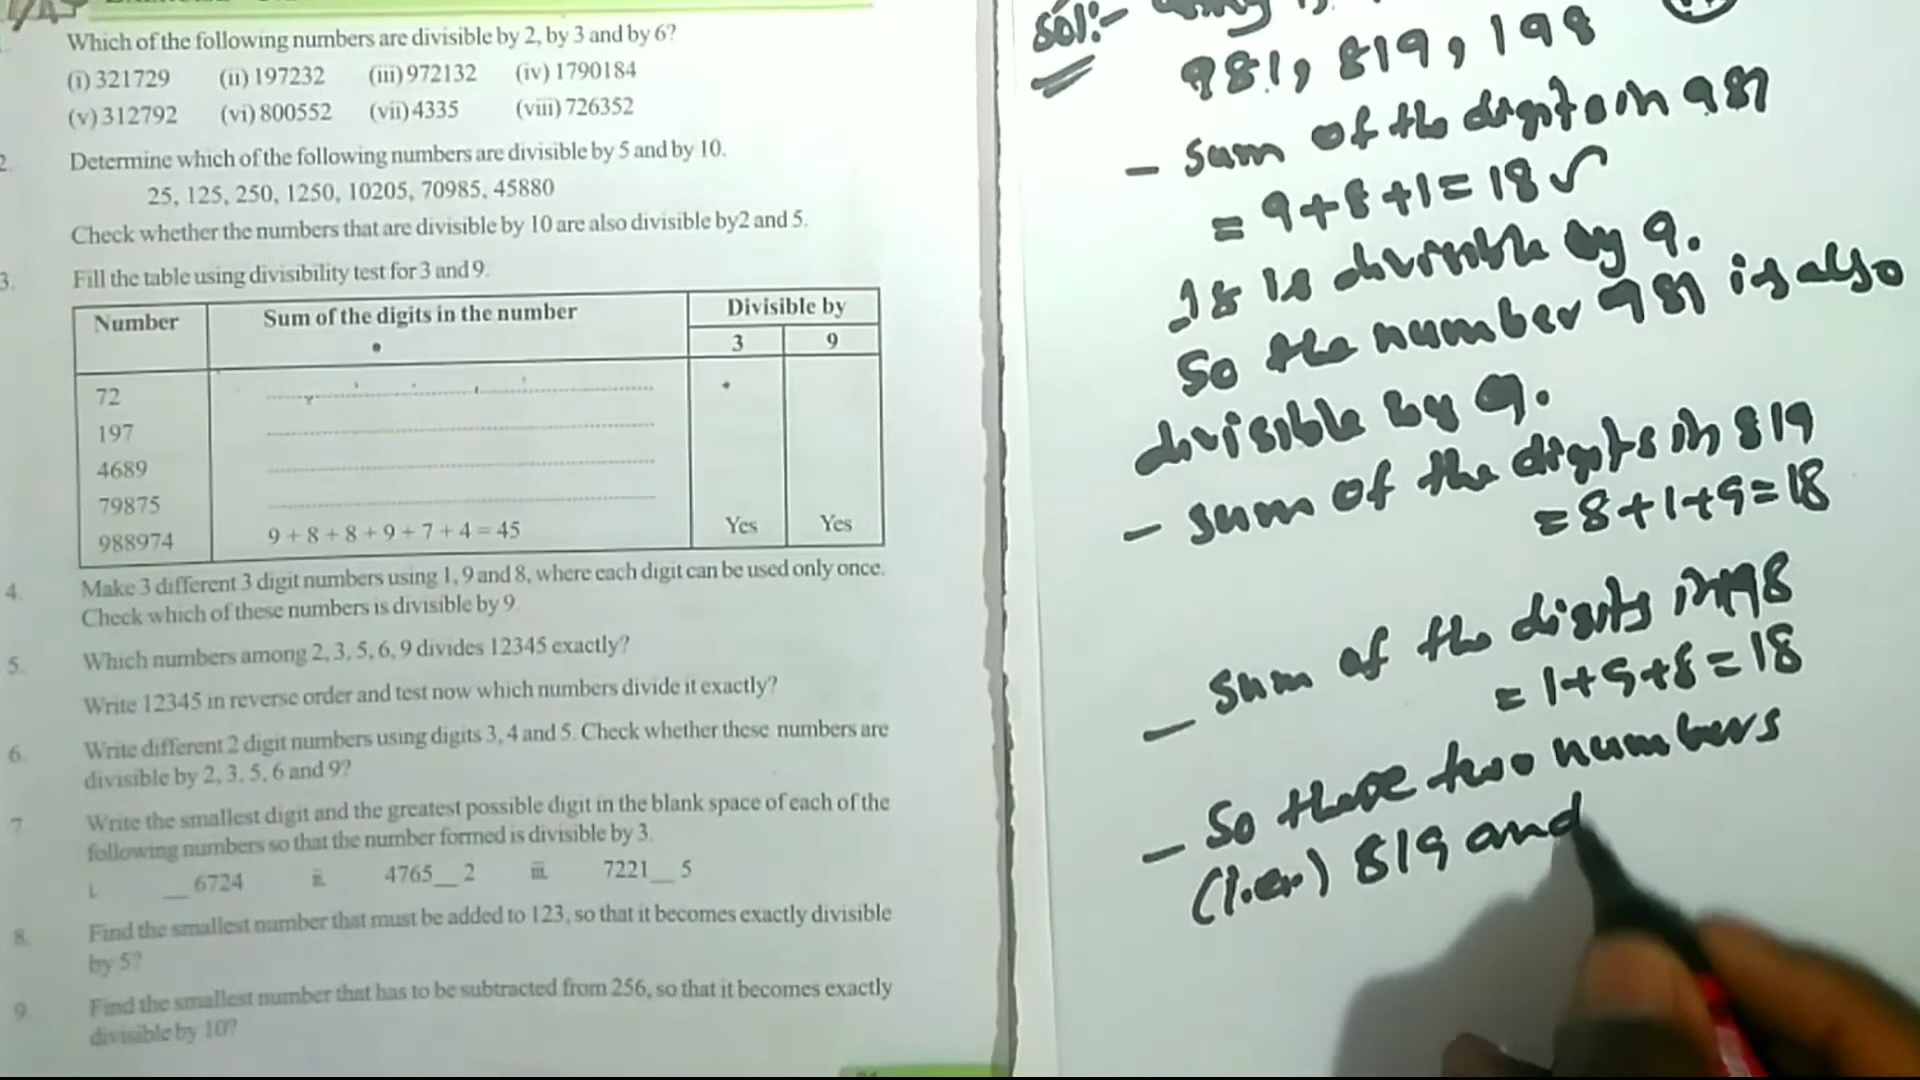 Which of the following numbers are divisible by 2, by 3 and by 6?
(i) 321729 (ii) 197232 (iii) 972132 (iv) 1790184
(v) 312792 (vi) 800552 (vii) 4335 (viii) 726352
2. Determine which of the following numbers are divisible by 5 and by 10.
25, 125, 250, 1250, 10205, 70985, 45880
Check whether the numbers that are divisible by 10 are also divisible by2 and 5.
3. Fill the table using divisibility test for 3 and 9.
Number Sum of the digits in the number Divisible by
3 9
72
197
4689
79875
988974 9 + 8 + 8 + 9 + 7 + 4 = 45 Yes Yes
4. Make 3 different 3 digit numbers using 1, 9 and 8, where each digit can be used only once.
Check which of these numbers is divisible by 9.
5. Which numbers among 2, 3, 5, 6, 9 divides 12345 exactly?
Write 12345 in reverse order and test now which numbers divide it exactly?
6. Write different 2 digit numbers using digits 3, 4 and 5. Check whether these numbers are
divisible by 2, 3, 5, 6 and 9?
7. Write the smallest digit and the greatest possible digit in the blank space of each of the
following numbers so that the number formed is divisible by 3.
i. __ 6724 ii. 4765__ 2 iii. 7221__ 5
8. Find the smallest number that must be added to 123, so that it becomes exactly divisible
by 5?
9. Find the smallest number that has to be subtracted from 256, so that it becomes exactly
divisible by 10?
Sol:-
981, 819, 198
- Sum of the digits in 981
= 9+8+1=18
18 is divisible by 9.
So the number 981 is also
divisible by 9.
- Sum of the digits in 819
=8+1+9=18
- Sum of the digits in 198
= 1+9+8=18
- So these two numbers
(i.e.) 819 and